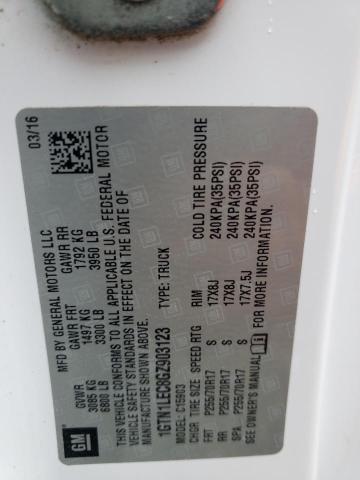 MFD BY GENERAL MOTORS LLC
03/16
GVWR GAWR FRT GAWR RR
3085 KG 1497 KG 1792 KG
6800 LB 3300 LB 3950 LB
THIS VEHICLE CONFORMS TO ALL APPLICABLE U.S. FEDERAL MOTOR
VEHICLE SAFETY STANDARDS IN EFFECT ON THE DATE OF
MANUFACTURE SHOWN ABOVE.
1GTN1LEC8GZ903123 TYPE: TRUCK
MODEL: C15903
CHGR TIRE SIZE SPEED RTG RIM COLD TIRE PRESSURE
FRT P255/70R17 S 17X8J 240KPA(35PSI)
RR P255/70R17 S 17X8J 240KPA(35PSI)
SPA P255/70R17 S 17X7.5J 240KPA(35PSI)
SEE OWNER'S MANUAL FOR ADDITIONAL INFORMATION.
GM